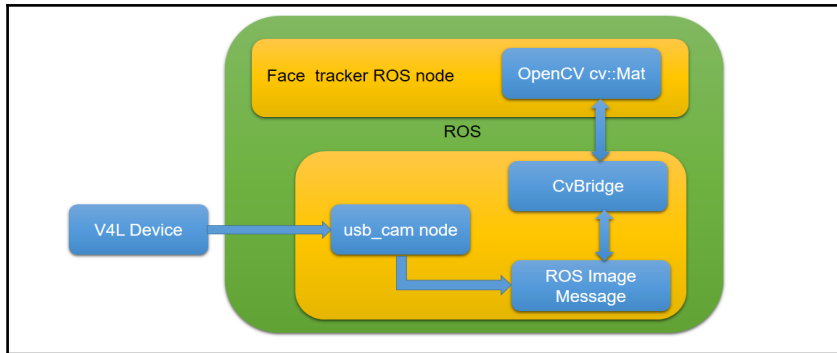 Face tracker ROS node
OpenCV cv::Mat
ROS
CvBridge
V4L Device
usb_cam node
ROS Image
Message